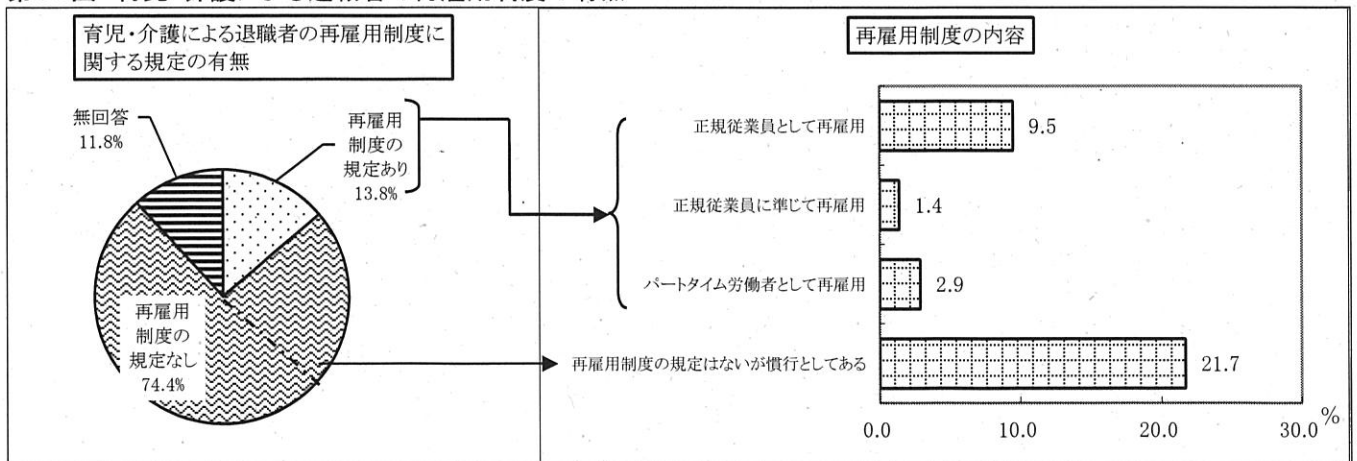 育児・介護による退職者の再雇用制度に
関する規定の有無
無回答
11.8%
再雇用
制度の
規定あり
13.8%
再雇用
制度の
規定なし
74.4%
再雇用制度の内容
正規従業員として再雇用
9.5
正規従業員に準じて再雇用
1.4
パートタイム労働者として再雇用
2.9
再雇用制度の規定はないが慣行としてある
21.7
0.0 10.0 20.0 30.0 %